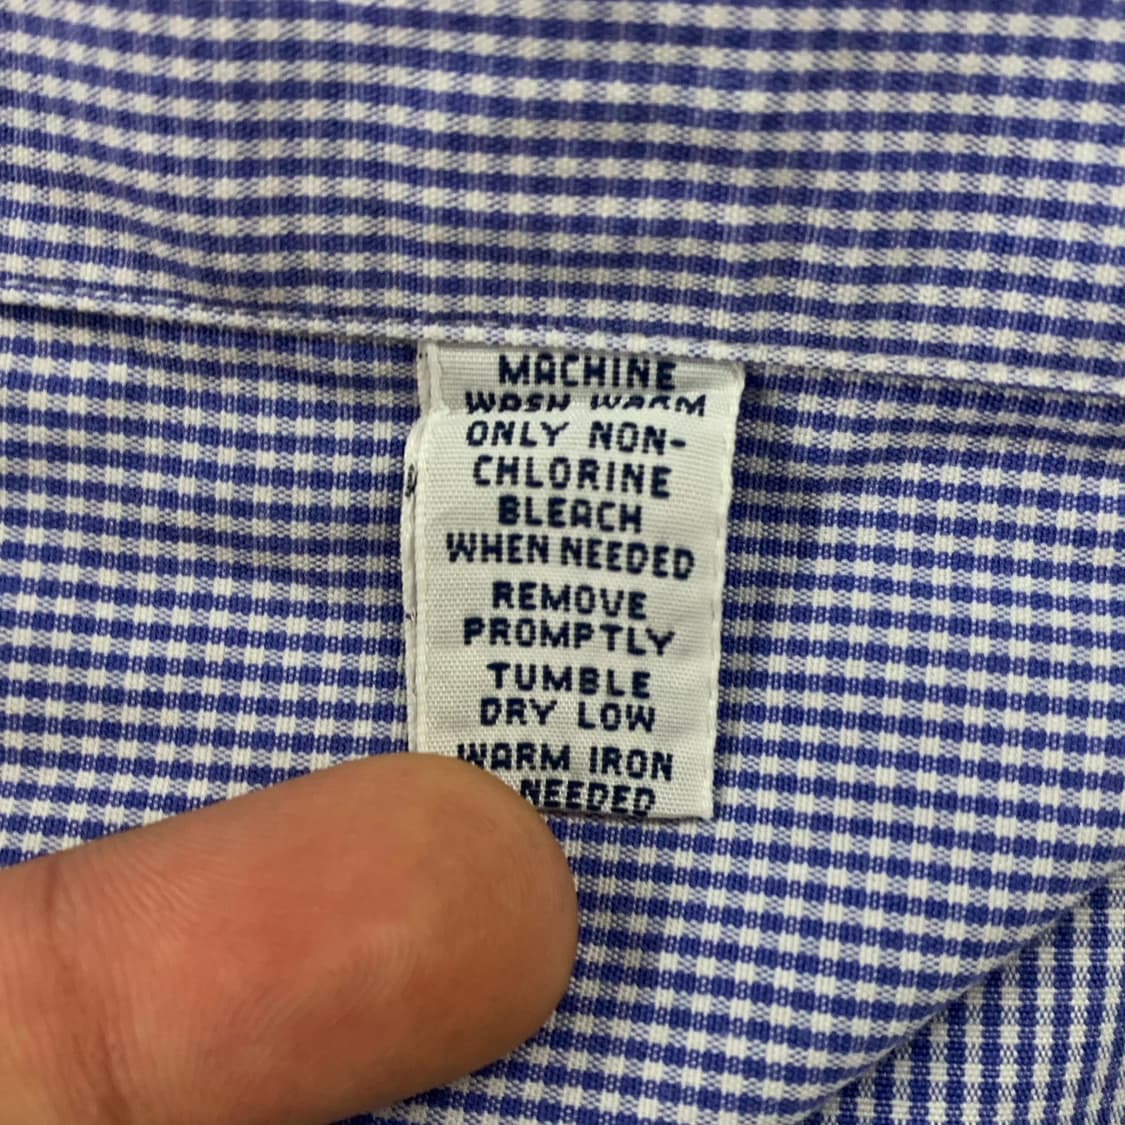 MACHINE
WASH WARM
ONLY NON-
CHLORINE
BLEACH
WHEN NEEDED
REMOVE
PROMPTLY
TUMBLE
DRY LOW
WARM IRON
NEEDED